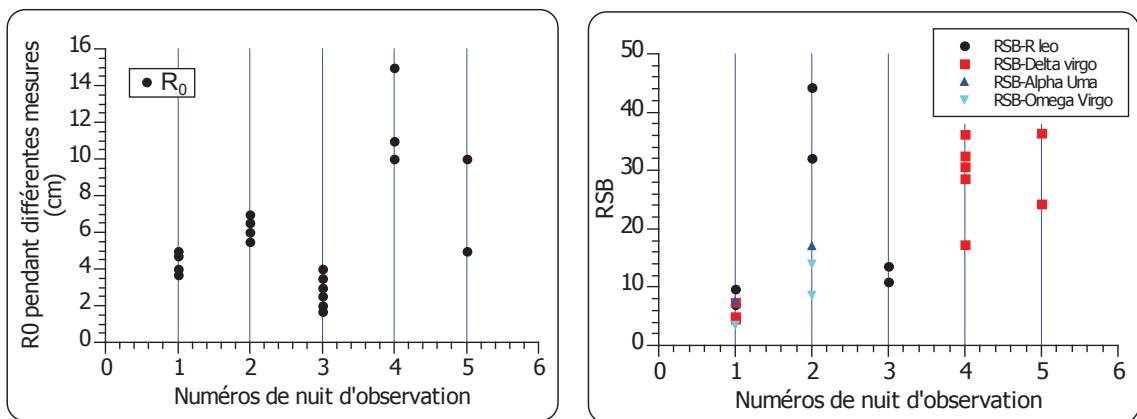 R0 pendant différentes mesures
(cm)
16
14
12
10
8
6
4
2
0
R0
0 1 2 3 4 5 6
Numéros de nuit d'observation
RSB
50
40
30
20
10
0
RSB-R leo
RSB-Delta virgo
RSB-Alpha Uma
RSB-Omega Virgo
0 1 2 3 4 5 6
Numéros de nuit d'observation